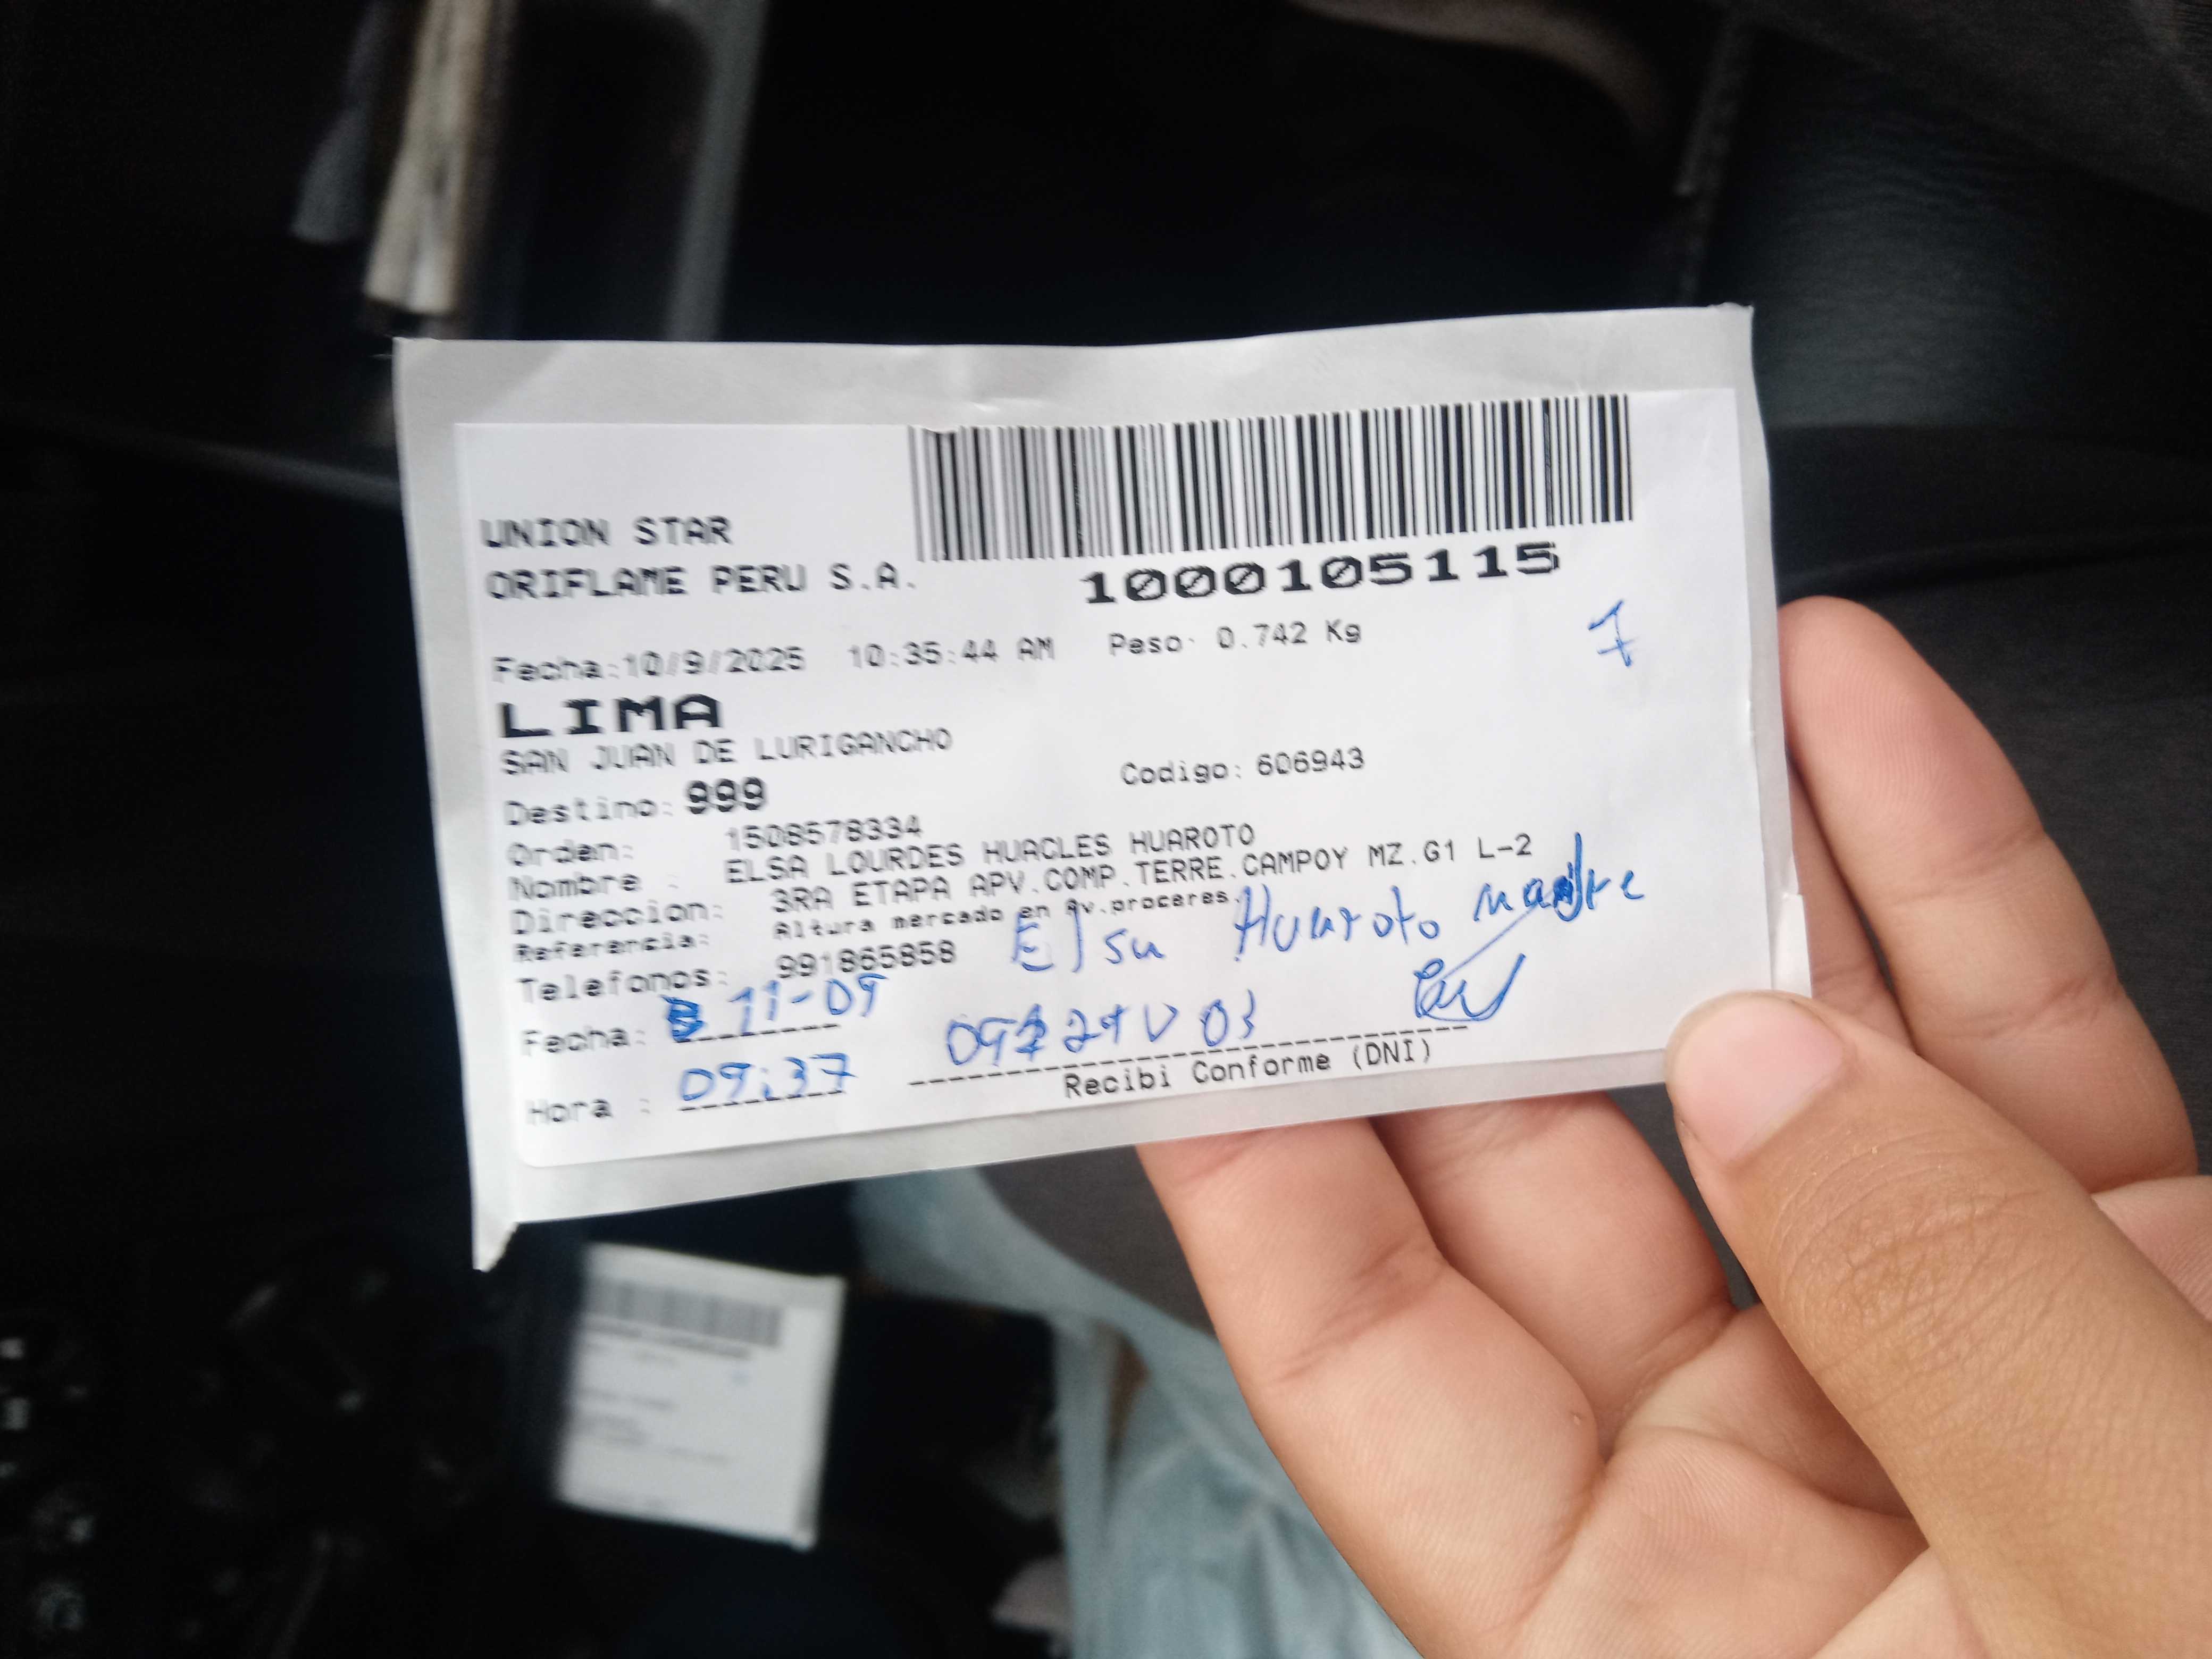 UNION STAR
ORIFLAME PERU S.A.
1000105115
Fecha:10/9/2025 10:35:44 AM Peso: 0.742 Kg
7
LIMA
SAN JUAN DE LURIGANCHO
Destino: 999 Codigo: 606943
Orden: 1508578334
Nombre : ELSA LOURDES HUACLES HUAROTO
Direccion: 3RA ETAPA APV.COMP.TERRE.CAMPOY MZ.G1 L-2
Referencia: Altura mercado en Av.proceres.
Telefonos: 991865858
Elsa Huaroto madre
Fecha: 11-09
Hora : 09:37
Recibi Conforme (DNI)